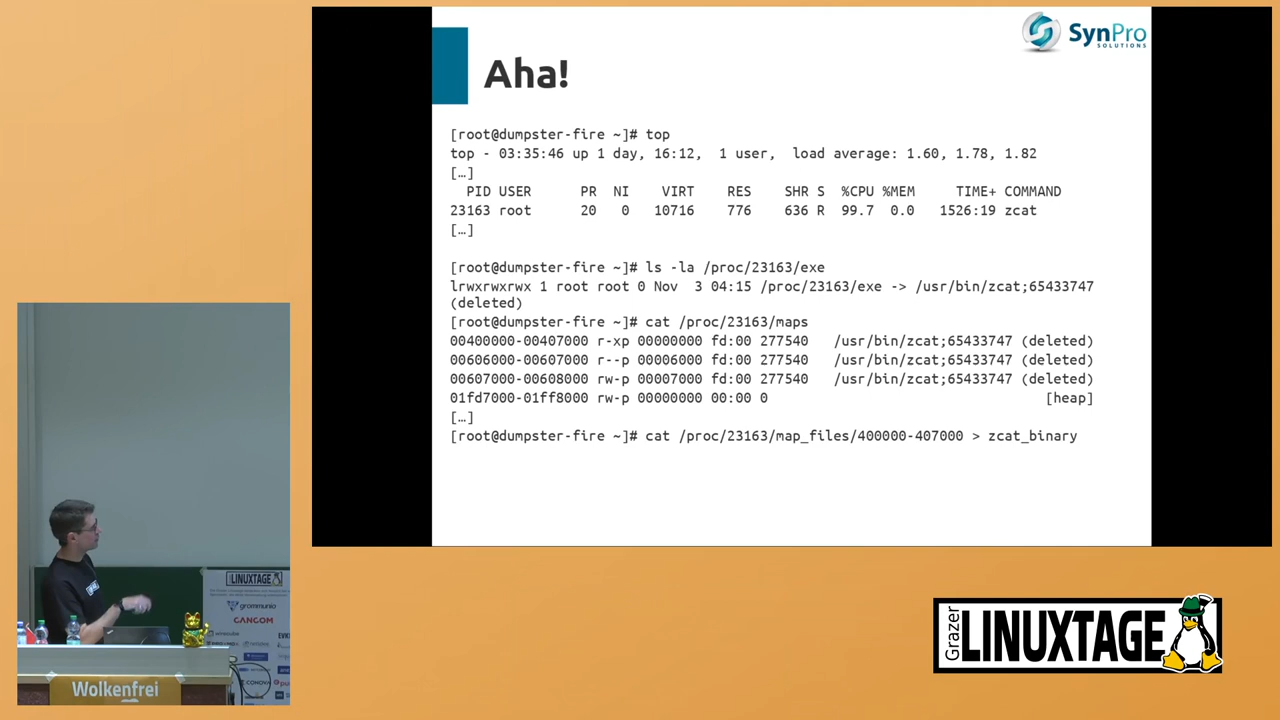 SynPro
SOLUTIONS
Aha!
[root@dumpster-fire ~]# top
top - 03:35:46 up 1 day, 16:12,  1 user,  load average: 1.60, 1.78, 1.82
[…]
PID USER      PR  NI    VIRT    RES    SHR S  %CPU %MEM     TIME+ COMMAND
23163 root      20   0   10716    776    636 R  99.7  0.0   1526:19 zcat
[…]
[root@dumpster-fire ~]# ls -la /proc/23163/exe
lrwxrwxrwx 1 root root 0 Nov  3 04:15 /proc/23163/exe -> /usr/bin/zcat;65433747
(deleted)
[root@dumpster-fire ~]# cat /proc/23163/maps
00400000-00407000 r-xp 00000000 fd:00 277540   /usr/bin/zcat;65433747 (deleted)
00606000-00607000 r--p 00006000 fd:00 277540   /usr/bin/zcat;65433747 (deleted)
00607000-00608000 rw-p 00007000 fd:00 277540   /usr/bin/zcat;65433747 (deleted)
01fd7000-01ff8000 rw-p 00000000 00:00 0                          [heap]
[…]
[root@dumpster-fire ~]# cat /proc/23163/map_files/400000-407000 > zcat_binary
LINUXTAGE
grommunio
CANCOM
Wolkenfrei
Grazer
LINUXTAGE